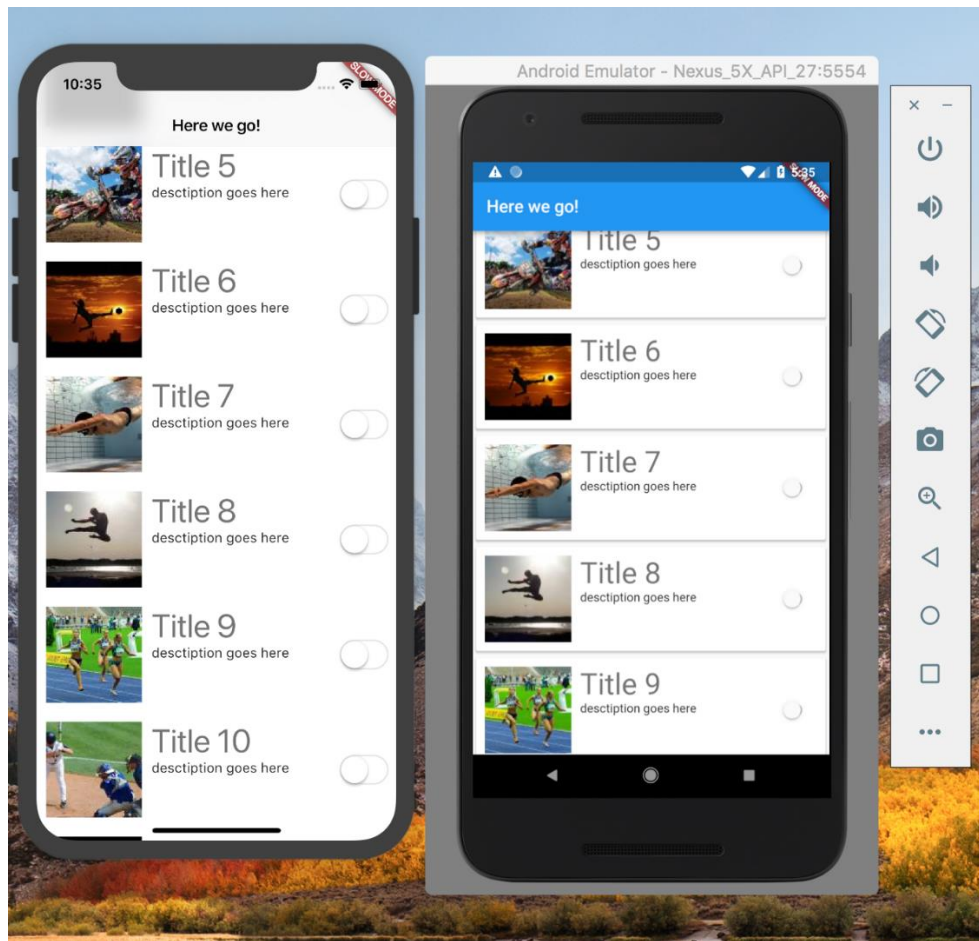 10:35
SLOW MODE
Here we go!
Title 5
desctiption goes here
Title 6
desctiption goes here
Title 7
desctiption goes here
Title 8
desctiption goes here
Title 9
desctiption goes here
Title 10
desctiption goes here
Android Emulator - Nexus_5X_API_27:5554
5:35
SLOW MODE
Here we go!
Title 5
desctiption goes here
Title 6
desctiption goes here
Title 7
desctiption goes here
Title 8
desctiption goes here
Title 9
desctiption goes here